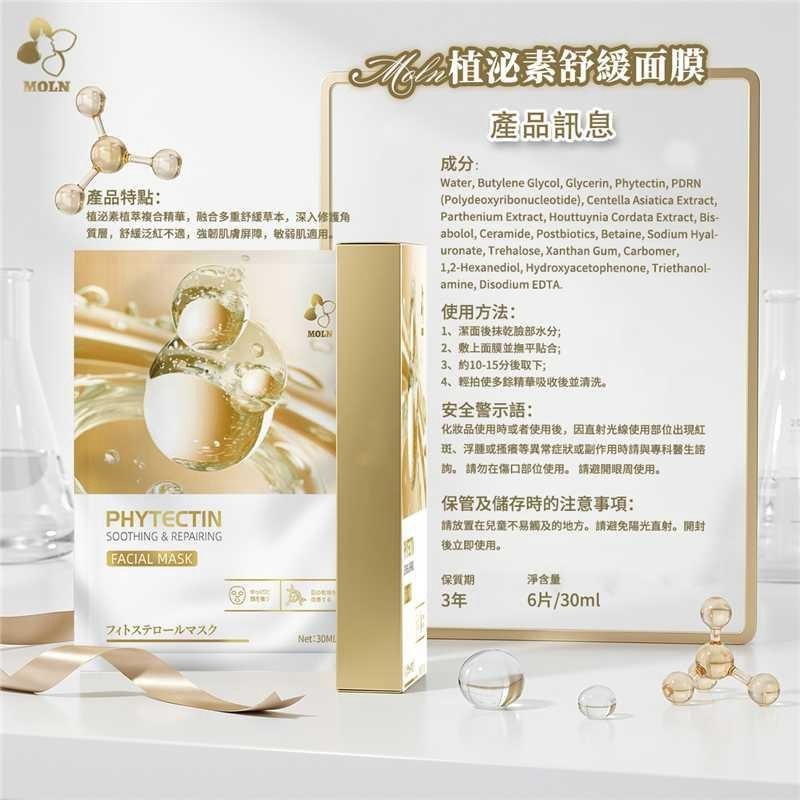 MOLN
Moln植泌素舒緩面膜
產品訊息
產品特點：
植泌素植萃複合精華，融合多重舒緩草本，深入修護角
質層，舒緩泛紅不適，強韌肌膚屏障，敏弱肌適用。
成分：
Water, Butylene Glycol, Glycerin, Phytectin, PDRN
(Polydeoxyribonucleotide), Centella Asiatica Extract,
Parthenium Extract, Houttuynia Cordata Extract, Bis-
abolol, Ceramide, Postbiotics, Betaine, Sodium Hyal-
uronate, Trehalose, Xanthan Gum, Carbomer,
1,2-Hexanediol, Hydroxyacetophenone, Triethanol-
amine, Disodium EDTA.
使用方法：
1、潔面後抹乾臉部水分;
2、敷上面膜並撫平貼合;
3、約10-15分後取下;
4、輕拍使多餘精華吸收後並清洗。
安全警示語：
化妝品使用時或者使用後，因直射光線使用部位出現紅
斑、浮腫或搔癢等異常症狀或副作用時請與專科醫生諮
詢。 請勿在傷口部位使用。 請避開眼周使用。
保管及儲存時的注意事項：
請放置在兒童不易觸及的地方。請避免陽光直射。開封
後立即使用。
保質期 淨含量
3年 6片/30ml
MOLN
PHYTECTIN
SOOTHING & REPAIRING
FACIAL MASK
フィトステロールマスク
Net:30ML